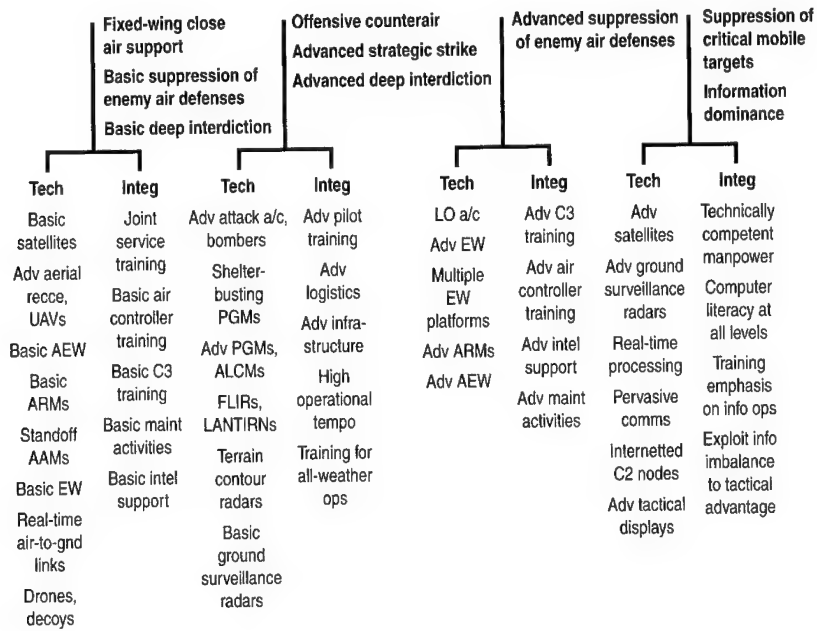 Fixed-wing close
air support
Basic suppression of
enemy air defenses
Basic deep interdiction
Tech
Basic
satellites
Adv aerial
recce,
UAVs
Basic AEW
Basic
ARMs
Standoff
AAMs
Basic EW
Real-time
air-to-gnd
links
Drones,
decoys
Integ
Joint
service
training
Basic air
controller
training
Basic C3
training
Basic maint
activities
Basic intel
support
Offensive counterair
Advanced strategic strike
Advanced deep interdiction
Tech
Adv attack a/c,
bombers
Shelter-
busting
PGMs
Adv PGMs,
ALCMs
FLIRs,
LANTIRNs
Terrain
contour
radars
Basic
ground
surveillance
radars
Integ
Adv pilot
training
Adv
logistics
Adv infra-
structure
High
operational
tempo
Training for
all-weather
ops
Advanced suppression
of enemy air defenses
Tech
LO a/c
Adv EW
Multiple
EW
platforms
Adv ARMs
Adv AEW
Integ
Adv C3
training
Adv air
controller
training
Adv intel
support
Adv maint
activities
Suppression of
critical mobile
targets
Information
dominance
Tech
Adv
satellites
Adv ground
surveillance
radars
Real-time
processing
Pervasive
comms
Internetted
C2 nodes
Adv tactical
displays
Integ
Technically
competent
manpower
Computer
literacy at
all levels
Training
emphasis
on info ops
Exploit info
imbalance
to tactical
advantage